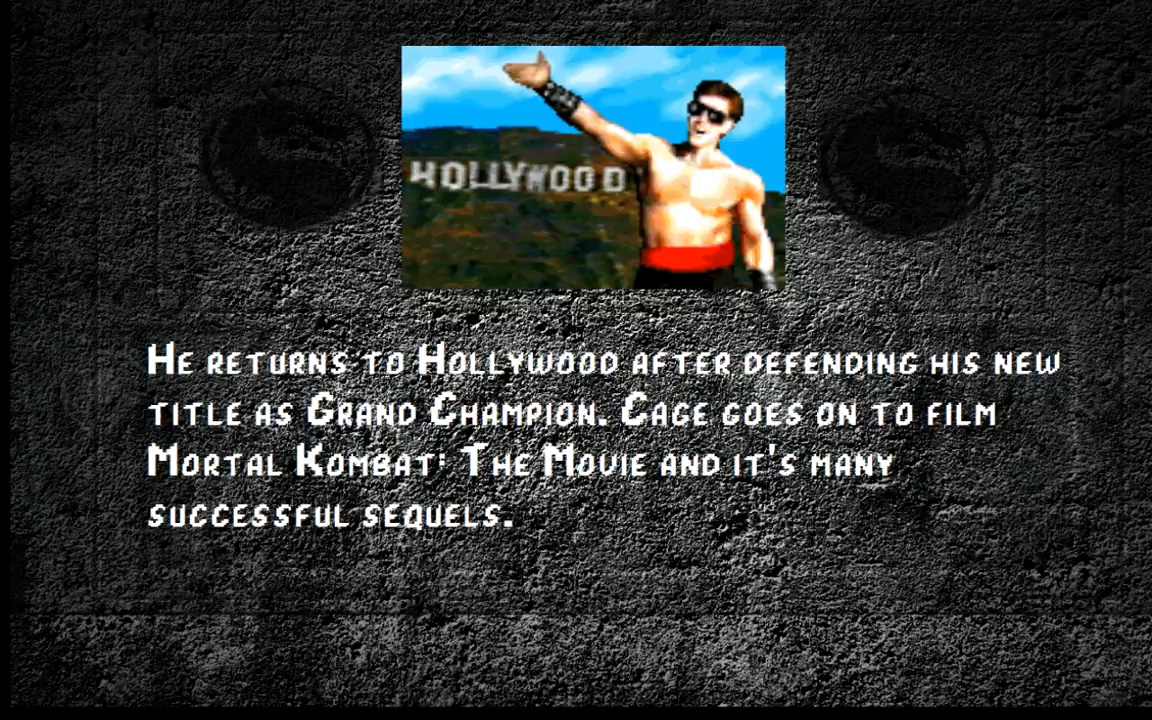 HOLLYWOOD
He returns to Hollywood after defending his new
title as Grand Champion. Cage goes on to film
Mortal Kombat: The Movie and it's many
successful sequels.